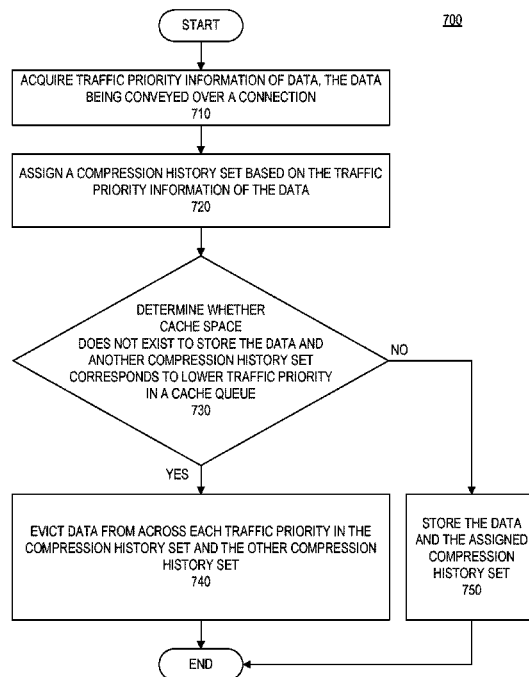 START
700
ACQUIRE TRAFFIC PRIORITY INFORMATION OF DATA, THE DATA
BEING CONVEYED OVER A CONNECTION
710
ASSIGN A COMPRESSION HISTORY SET BASED ON THE TRAFFIC
PRIORITY INFORMATION OF THE DATA
720
DETERMINE WHETHER
CACHE SPACE
DOES NOT EXIST TO STORE THE DATA AND
ANOTHER COMPRESSION HISTORY SET
CORRESPONDS TO LOWER TRAFFIC PRIORITY
IN A CACHE QUEUE
730
NO
YES
EVICT DATA FROM ACROSS EACH TRAFFIC PRIORITY IN THE
COMPRESSION HISTORY SET AND THE OTHER COMPRESSION
HISTORY SET
740
STORE THE DATA
AND THE ASSIGNED
COMPRESSION
HISTORY SET
750
END